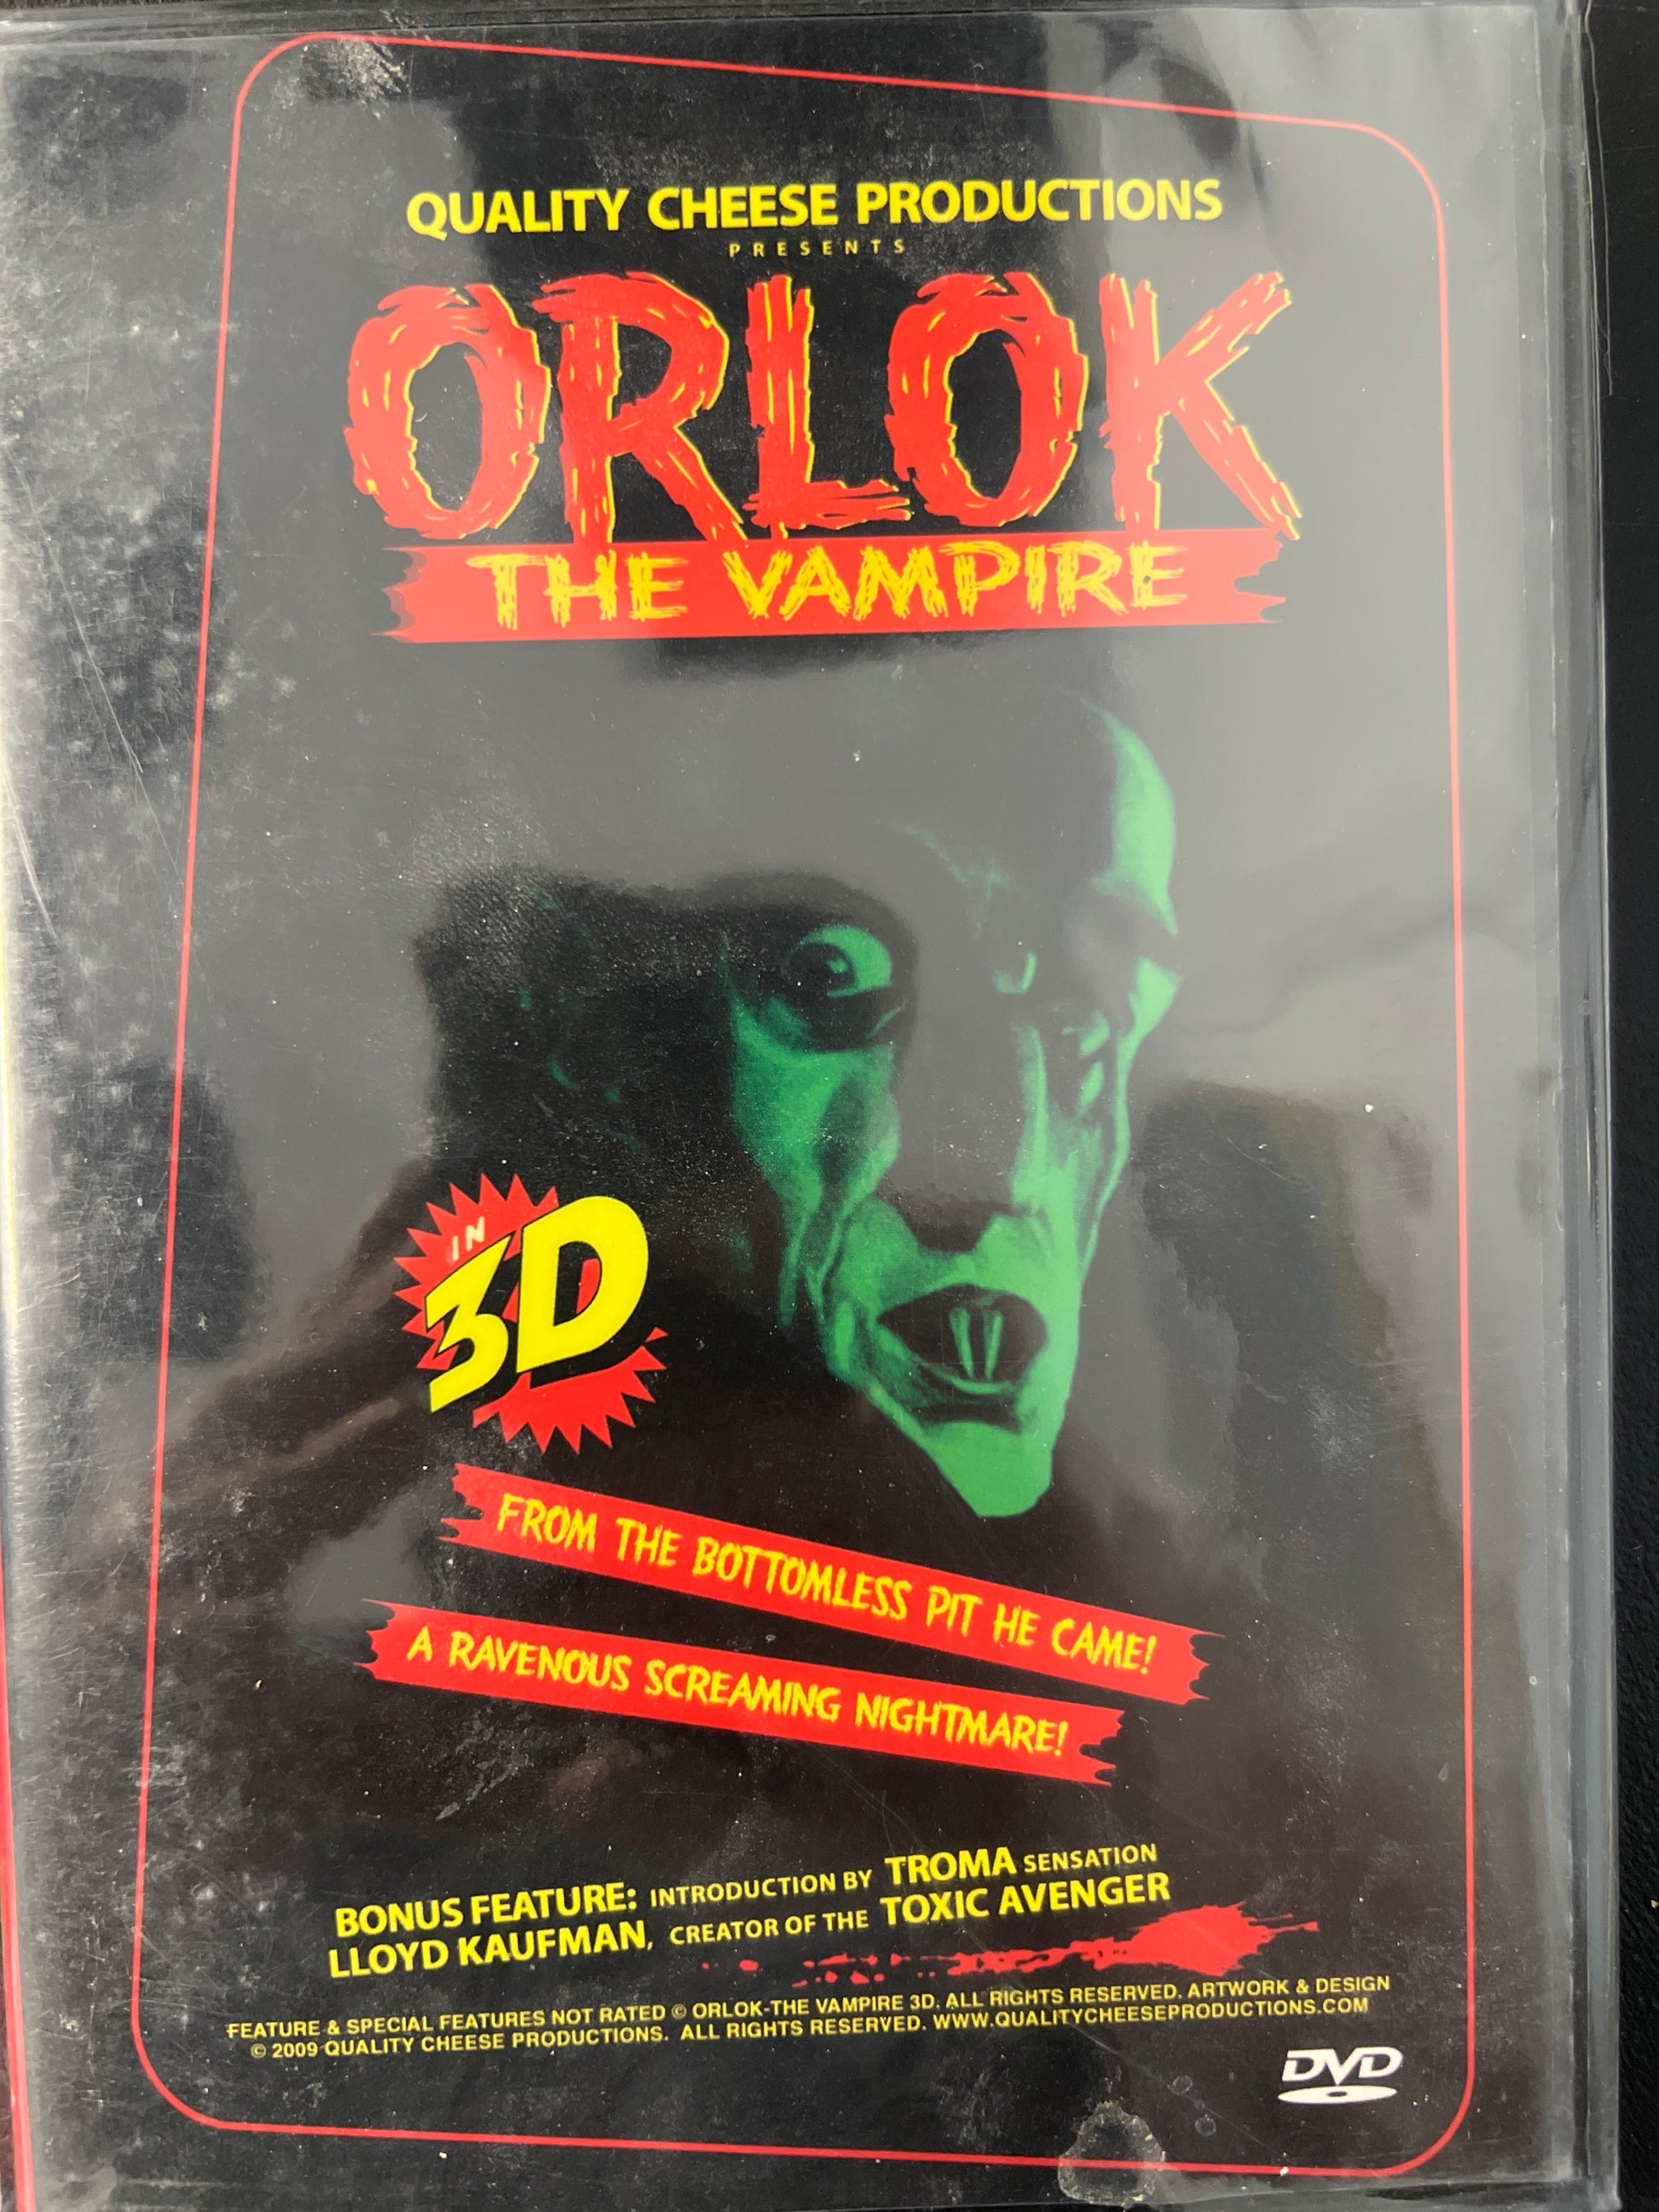 QUALITY CHEESE PRODUCTIONS
PRESENTS
ORLOK
THE VAMPIRE
IN
3D
FROM THE BOTTOMLESS PIT HE CAME!
A RAVENOUS SCREAMING NIGHTMARE!
BONUS FEATURE: INTRODUCTION BY TROMA SENSATION
LLOYD KAUFMAN, CREATOR OF THE TOXIC AVENGER
FEATURE & SPECIAL FEATURES NOT RATED © ORLOK-THE VAMPIRE 3D. ALL RIGHTS RESERVED. ARTWORK & DESIGN
© 2009 QUALITY CHEESE PRODUCTIONS. ALL RIGHTS RESERVED. WWW.QUALITYCHEESEPRODUCTIONS.COM
DVD